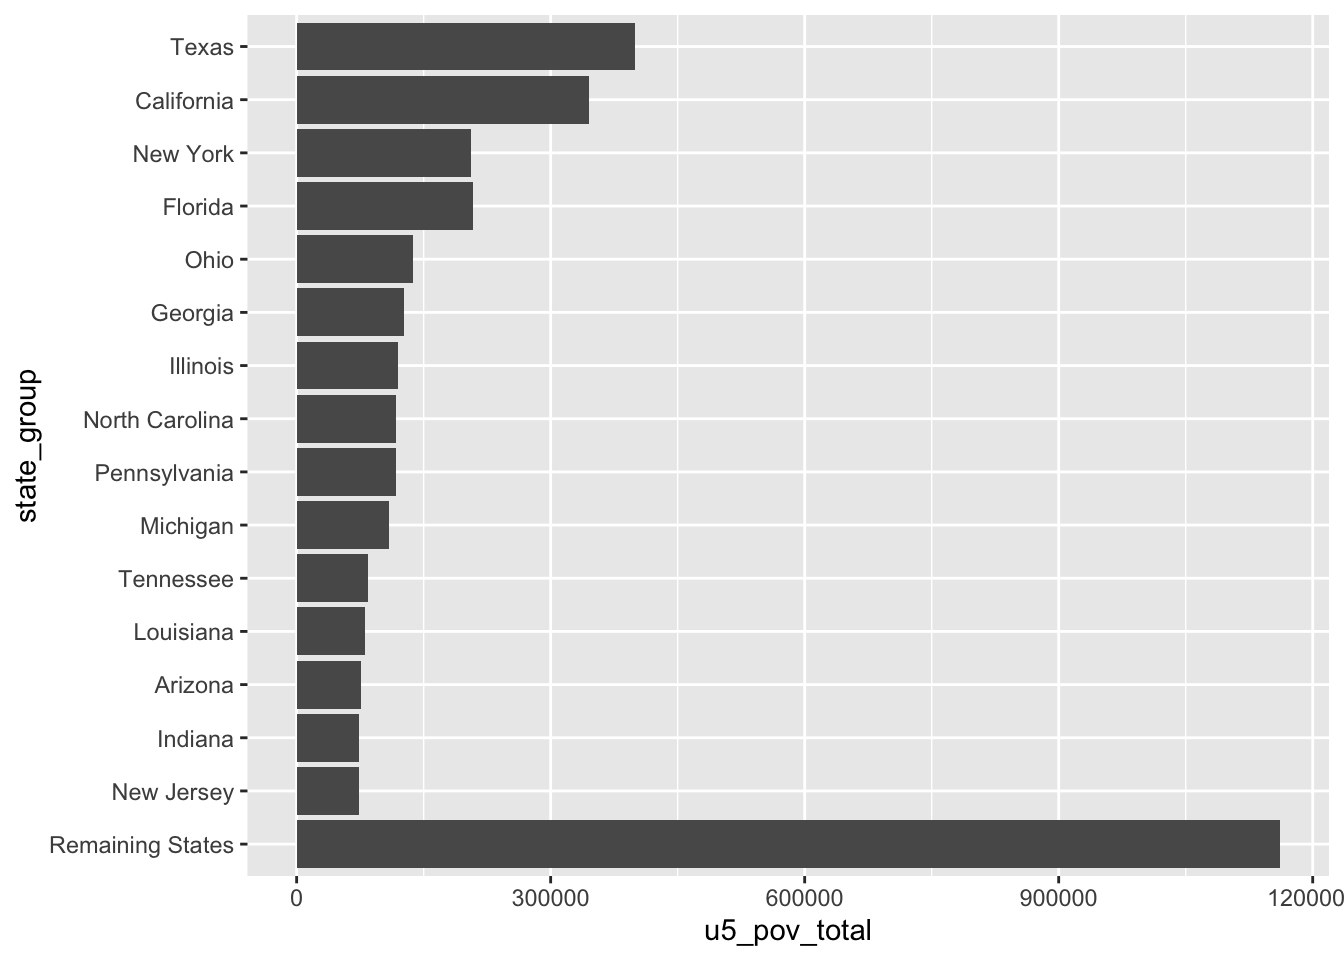 Texas
California
New York
Florida
Ohio
Georgia
Illinois
North Carolina
Pennsylvania
Michigan
Tennessee
Louisiana
Arizona
Indiana
New Jersey
Remaining States
state_group
0 300000 600000 900000 120000
u5_pov_total